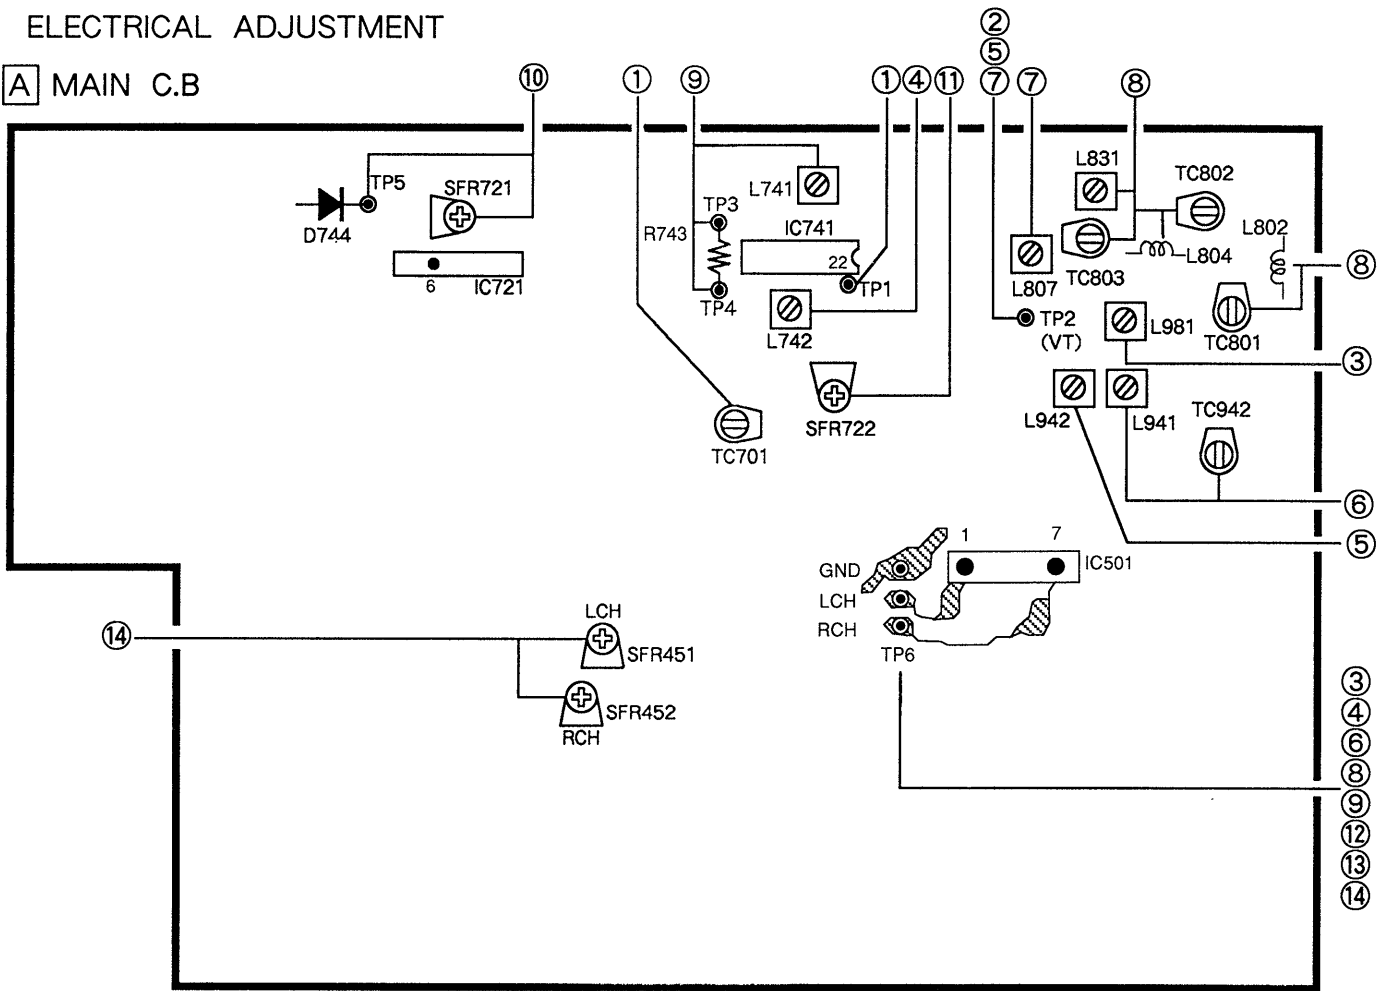 ELECTRICAL ADJUSTMENT
A MAIN C.B
⑩ ① ⑨ ① ④ ⑪
②
⑤
⑦ ⑦ ⑧
D744
TP5
SFR721
6 IC721
L741
TP3
R743
TP4
IC741
22
TP1
L742
SFR722
TC701
L831
TC802
TC803
L804
L802
L807
TP2
(VT)
L981
TC801
⑧
③
L942
L941
TC942
⑥
⑤
1 7
IC501
GND
LCH
RCH
TP6
⑭
LCH
SFR451
SFR452
RCH
③
④
⑥
⑧
⑨
⑫
⑬
⑭